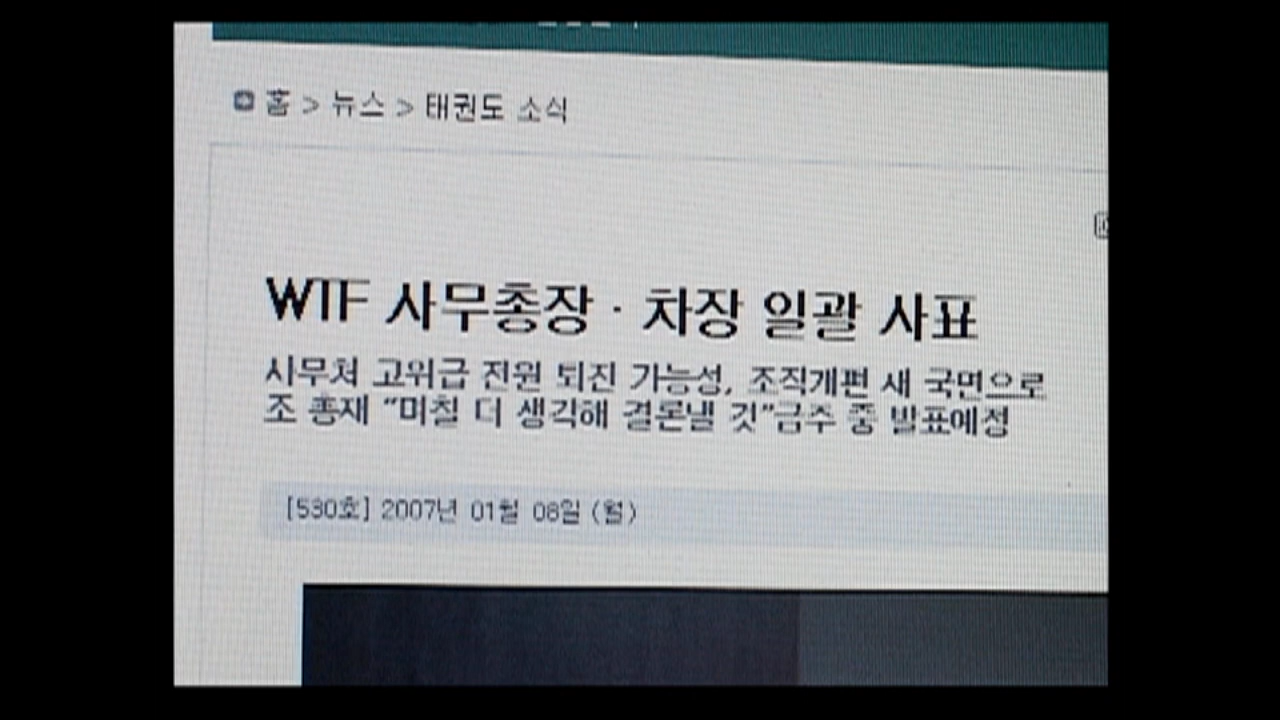 홈 > 뉴스 > 태권도 소식
WTF 사무총장 · 차장 일괄 사표
사무처 고위급 전원 퇴진 가능성, 조직개편 새 국면으로
조 총재 “며칠 더 생각해 결론낼 것”금주 중 발표예정
[530호] 2007년 01월 08일 (월)